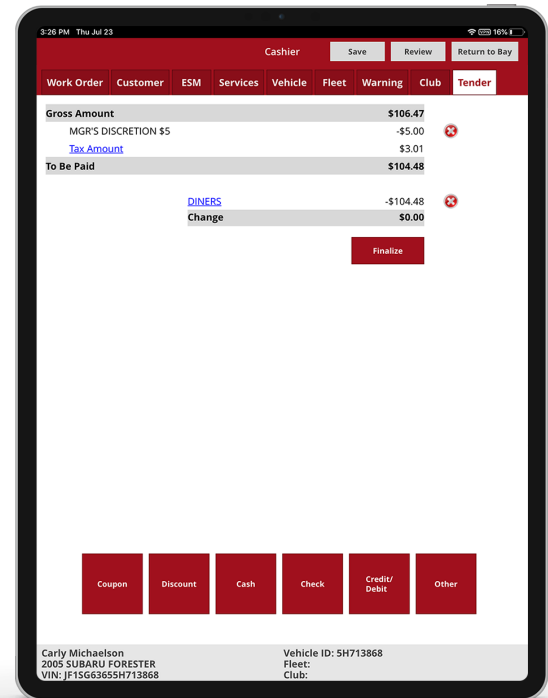 3:26 PM Thu Jul 23 VPN 16%
Cashier Save Review Return to Bay
Work Order Customer ESM Services Vehicle Fleet Warning Club Tender
Gross Amount $106.47
MGR'S DISCRETION $5 -$5.00
Tax Amount $3.01
To Be Paid $104.48
DINERS -$104.48
Change $0.00
Finalize
Coupon Discount Cash Check Credit/
Debit Other
Carly Michaelson Vehicle ID: 5H713868
2005 SUBARU FORESTER Fleet:
VIN: JF1SG63655H713868 Club: